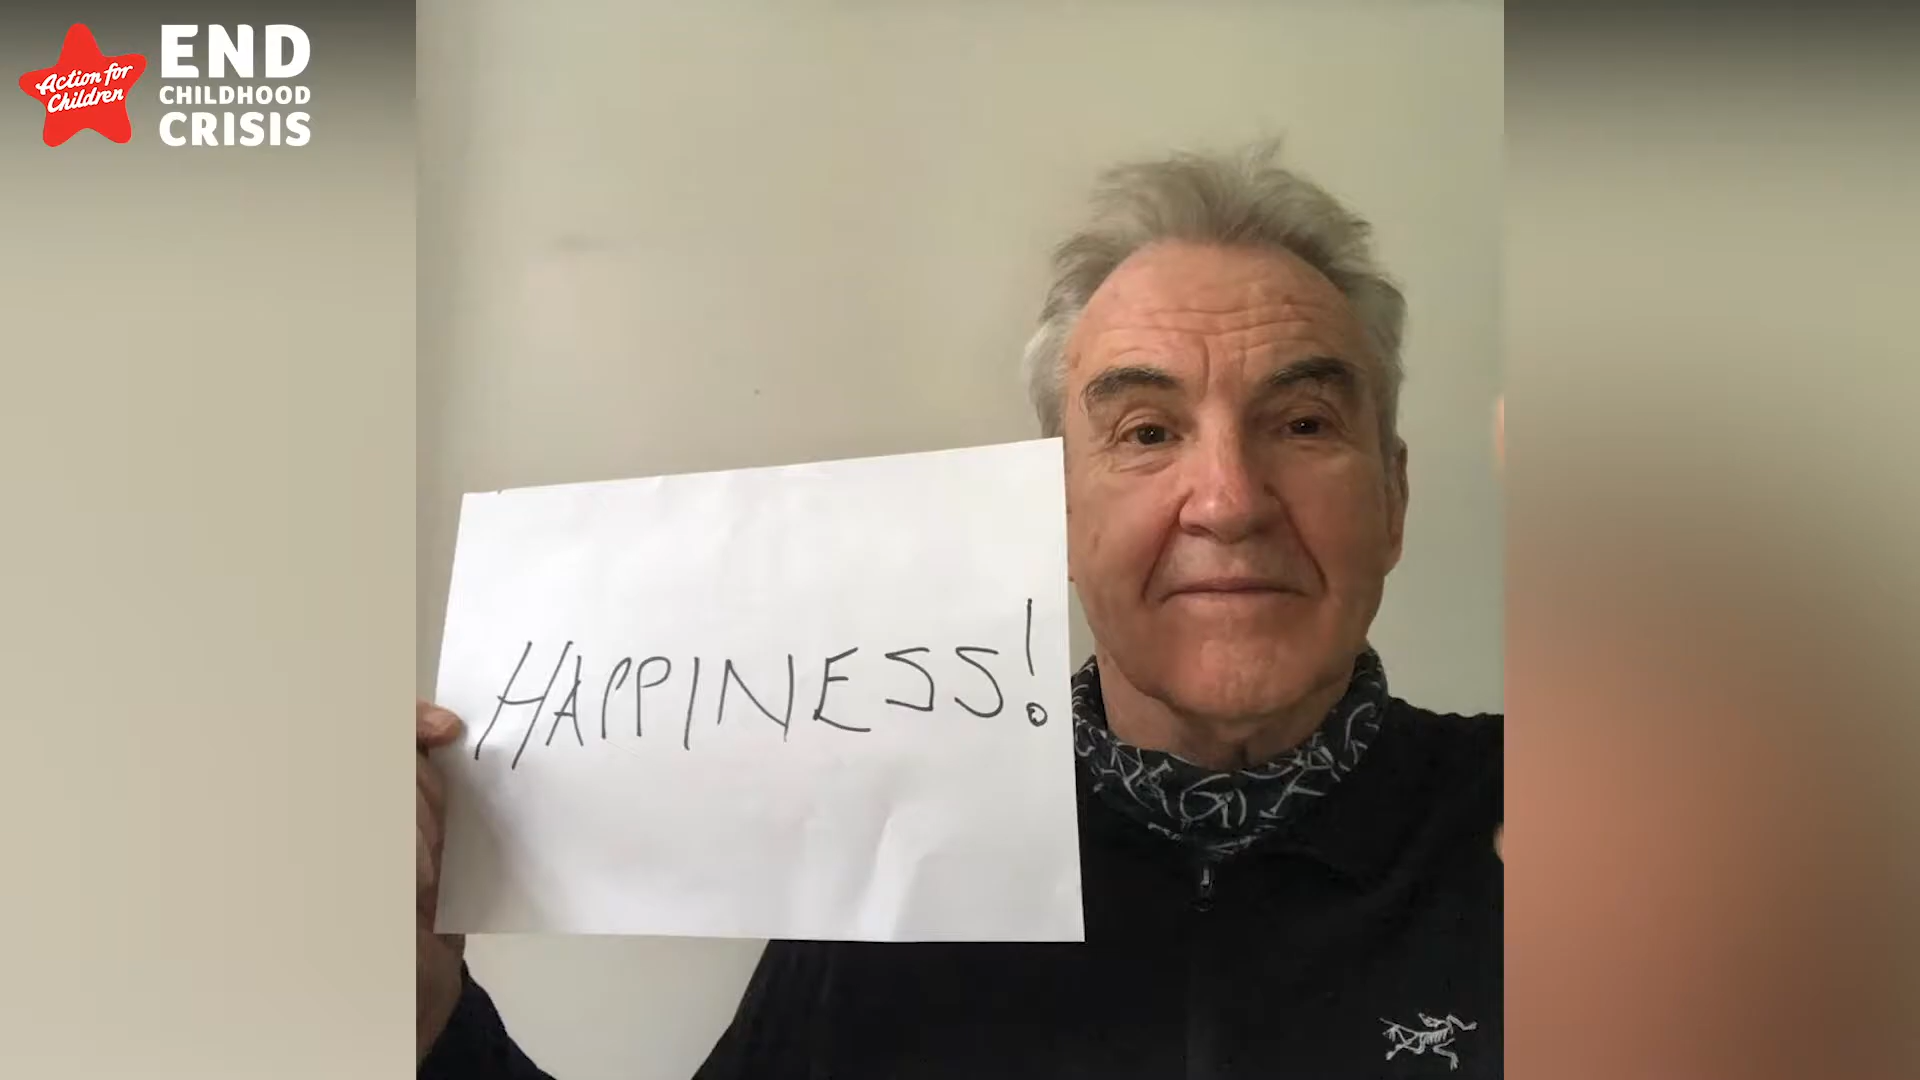 Action for
Children
END
CHILDHOOD
CRISIS
HAPPINESS!